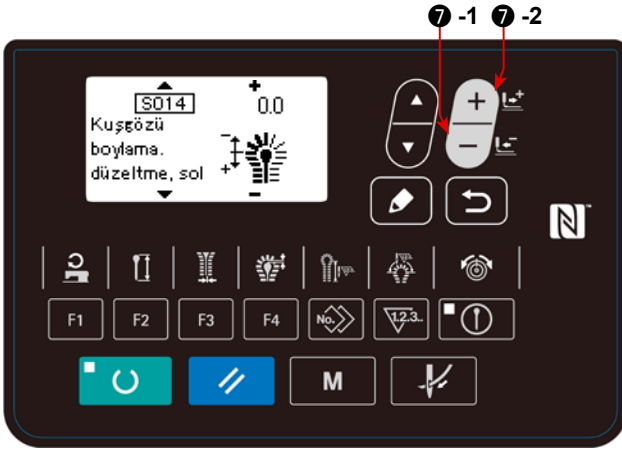 ❼ -1 ❼ -2
S014
+
0.0
Kuşgözü
boylama.
düzeltme, sol
−
+
−
+
−
+
−
N™
F1
F2
F3
F4
No.
1.2.3..
M